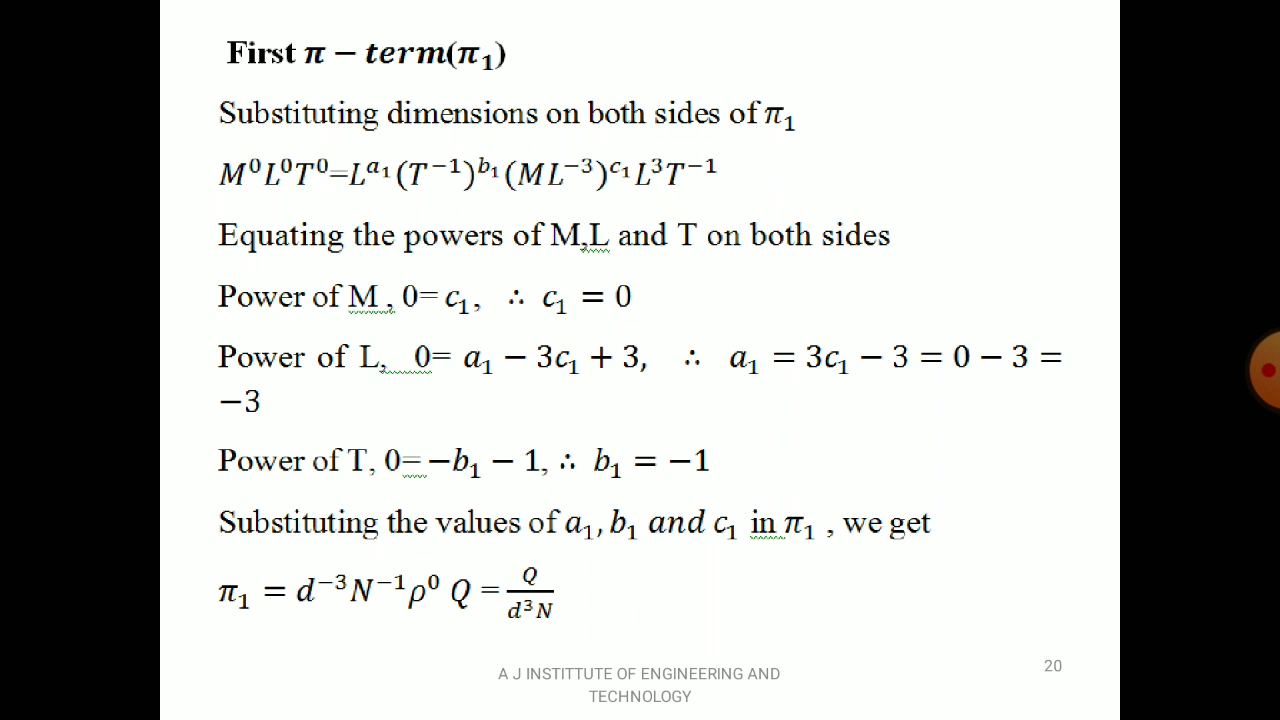 First π − term(π₁)
Substituting dimensions on both sides of π₁
M⁰L⁰T⁰=L^{a₁}(T⁻¹)^{b₁}(ML⁻³)^{c₁}L³T⁻¹
Equating the powers of M,L and T on both sides
Power of M , 0= c₁, ∴ c₁ = 0
Power of L, 0= a₁ − 3c₁ + 3, ∴ a₁ = 3c₁ − 3 = 0 − 3 =
−3
Power of T, 0= −b₁ − 1, ∴ b₁ = −1
Substituting the values of a₁, b₁ and c₁ in π₁ , we get
π₁ = d⁻³N⁻¹ρ⁰ Q = Q/d³N
A J INSTITTUTE OF ENGINEERING AND
TECHNOLOGY
20